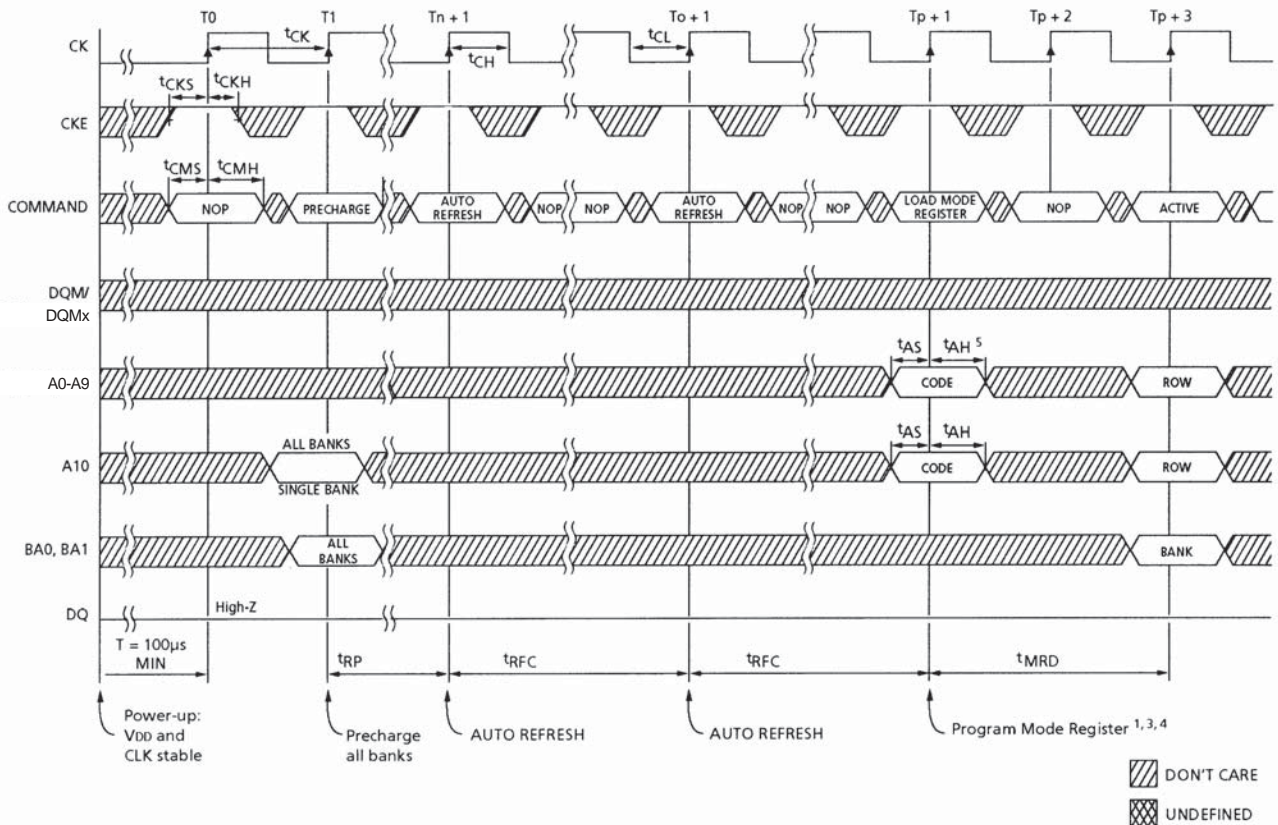 T0 T1 Tn + 1 To + 1 Tp + 1 Tp + 2 Tp + 3
CK
tCK
tCH
tCL
tCKS tCKH
CKE
tCMS tCMH
COMMAND
NOP
PRECHARGE
AUTO REFRESH
NOP
NOP
AUTO REFRESH
NOP
NOP
LOAD MODE REGISTER
NOP
ACTIVE
DQM/
DQMx
tAS tAH 5
A0-A9
CODE
ROW
ALL BANKS
tAS tAH
A10
CODE
ROW
SINGLE BANK
BA0, BA1
ALL BANKS
BANK
DQ
High-Z
T = 100µs
MIN
tRP
tRFC
tRFC
tMRD
Power-up:
VDD and
CLK stable
Precharge
all banks
AUTO REFRESH
AUTO REFRESH
Program Mode Register 1, 3, 4
DON'T CARE
UNDEFINED